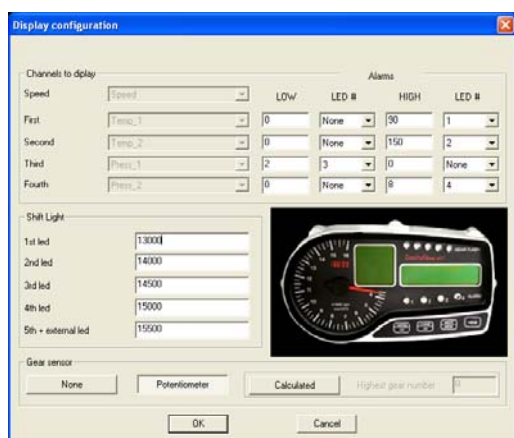 Display configuration
Channels to diplay
Alarms
Speed Speed LOW LED # HIGH LED #
First Temp_1 0 None 90 1
Second Temp_2 0 None 150 2
Third Press_1 2 3 0 None
Fourth Press_2 0 None 8 4
Shift Light
1st led 13000
2nd led 14000
3rd led 14500
4th led 15000
5th + external led 15500
Gear sensor
None Potentiometer Calculated Highest gear number
OK Cancel